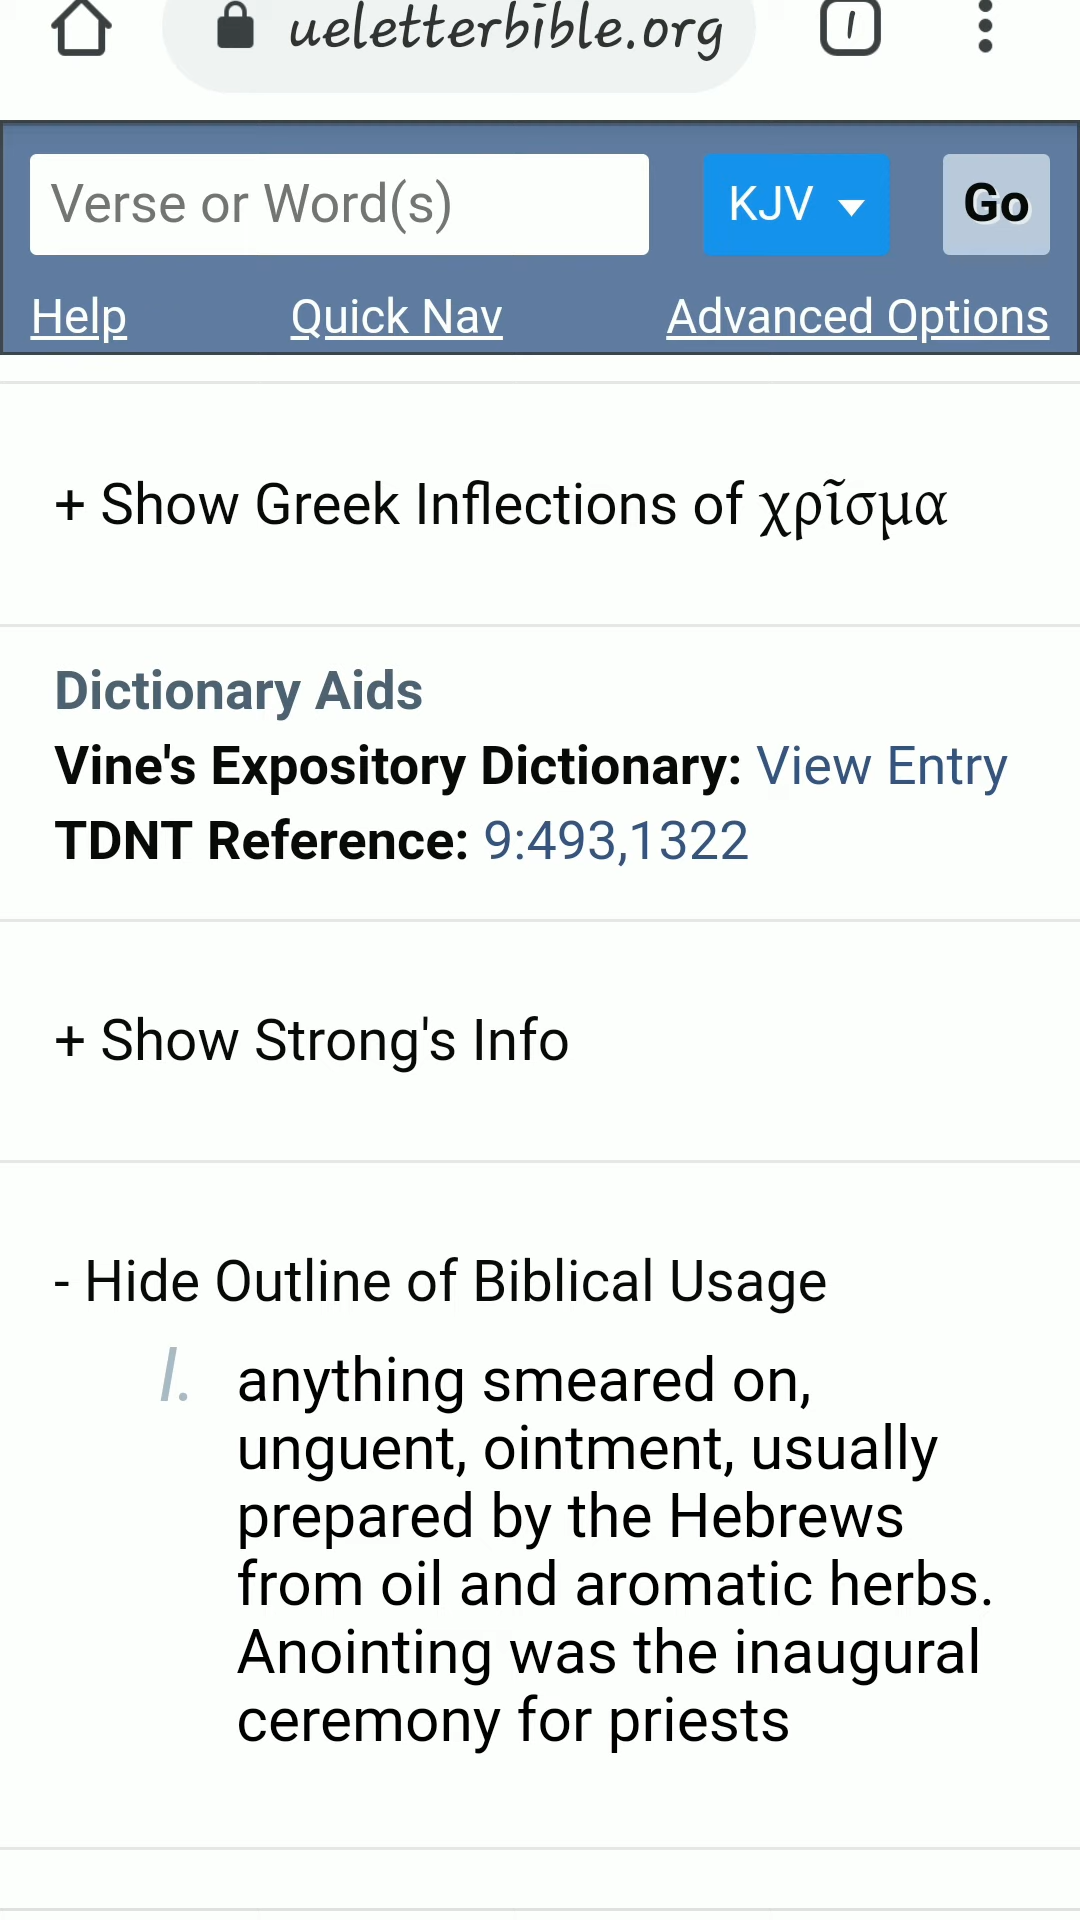 ueletterbible.org
Verse or Word(s)
KJV
Go
Help
Quick Nav
Advanced Options
+ Show Greek Inflections of χρῖσμα
Dictionary Aids
Vine's Expository Dictionary: View Entry
TDNT Reference: 9:493,1322
+ Show Strong's Info
- Hide Outline of Biblical Usage
I. anything smeared on,
unguent, ointment, usually
prepared by the Hebrews
from oil and aromatic herbs.
Anointing was the inaugural
ceremony for priests